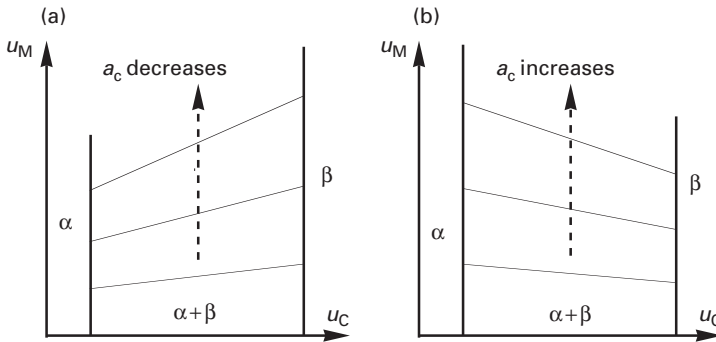 (a)
u_M
a_c decreases
β
α
α+β
u_C
(b)
u_M
a_c increases
β
α
α+β
u_C